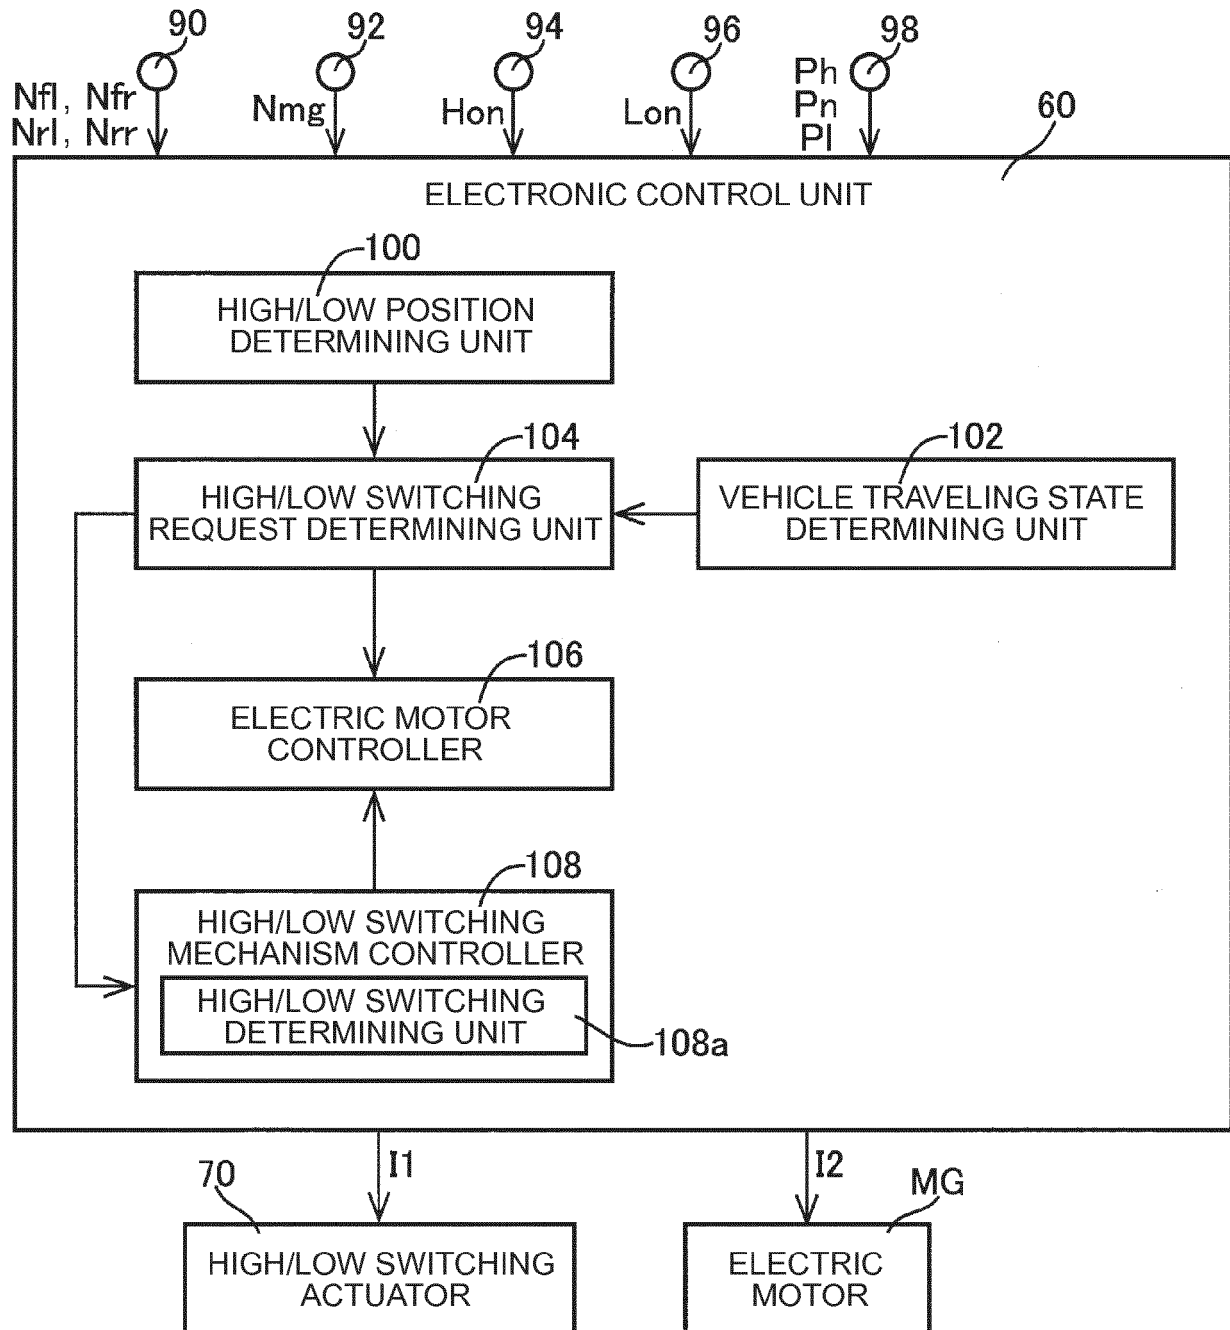 90
92
94
96
98
Nfl, Nfr
Nrl, Nrr
Nmg
Hon
Lon
Ph
Pn
Pl
60
ELECTRONIC CONTROL UNIT
100
HIGH/LOW POSITION
DETERMINING UNIT
104
HIGH/LOW SWITCHING
REQUEST DETERMINING UNIT
102
VEHICLE TRAVELING STATE
DETERMINING UNIT
106
ELECTRIC MOTOR
CONTROLLER
108
HIGH/LOW SWITCHING
MECHANISM CONTROLLER
HIGH/LOW SWITCHING
DETERMINING UNIT
108a
I1
I2
70
HIGH/LOW SWITCHING
ACTUATOR
MG
ELECTRIC
MOTOR